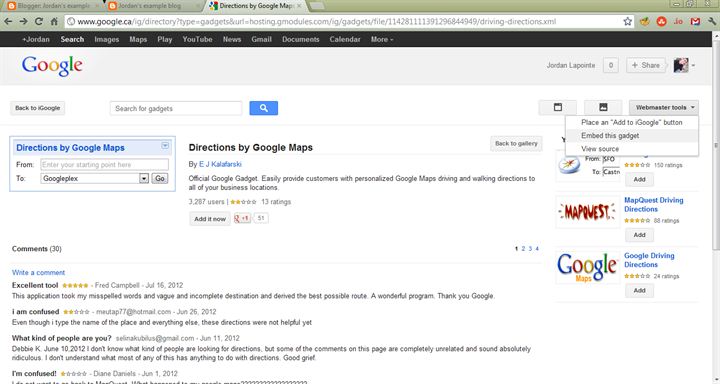 Blogger: Jordan's example
Jordan's example blog
Directions by Google Maps
www.google.ca/ig/directory?type=gadgets&url=hosting.gmodules.com/ig/gadgets/file/114281111391296844949/driving-directions.xml
+Jordan Search Images Maps Play YouTube News Gmail Documents Calendar More
Google
Jordan Lapointe 0 + Share
Back to iGoogle
Search for gadgets
Webmaster tools
Place an "Add to iGoogle" button
Embed this gadget
View source
Directions by Google Maps
From: Enter your starting point here
To: Googleplex Go
Directions by Google Maps
Back to gallery
By E J Kalafarski
Official Google Gadget. Easily provide customers with personalized Google Maps driving and walking directions to
all of your business locations.
3,287 users | 13 ratings
Add it now +1 51
From: SFO
To: Castro
150 ratings
Add
MAPQUEST
MapQuest Driving
Directions
88 ratings
Add
Google Maps
Google Driving
Directions
24 ratings
Add
Comments (30)
1 2 3 4
Write a comment
Excellent tool - Fred Campbell - Jul 16, 2012
This application took my misspelled words and vague and incomplete destination and derived the best possible route. A wonderful program. Thank you Google.
i am confused - meutap77@hotmail.com - Jun 26, 2012
Even though i type the name of the place and everything else, these directions were not helpful yet
What kind of people are you? selinakubilus@gmail.com - Jun 11, 2012
Debbie K. June 10,2012 I don't know what kind of people are looking for directions, but some of the comments on this page are completely unrelated and sound absolutely
ridiculous. I don't understand what most of any of this has anything to do with directions. Good grief.
I'm confused! - Diane Daniels - Jun 1, 2012